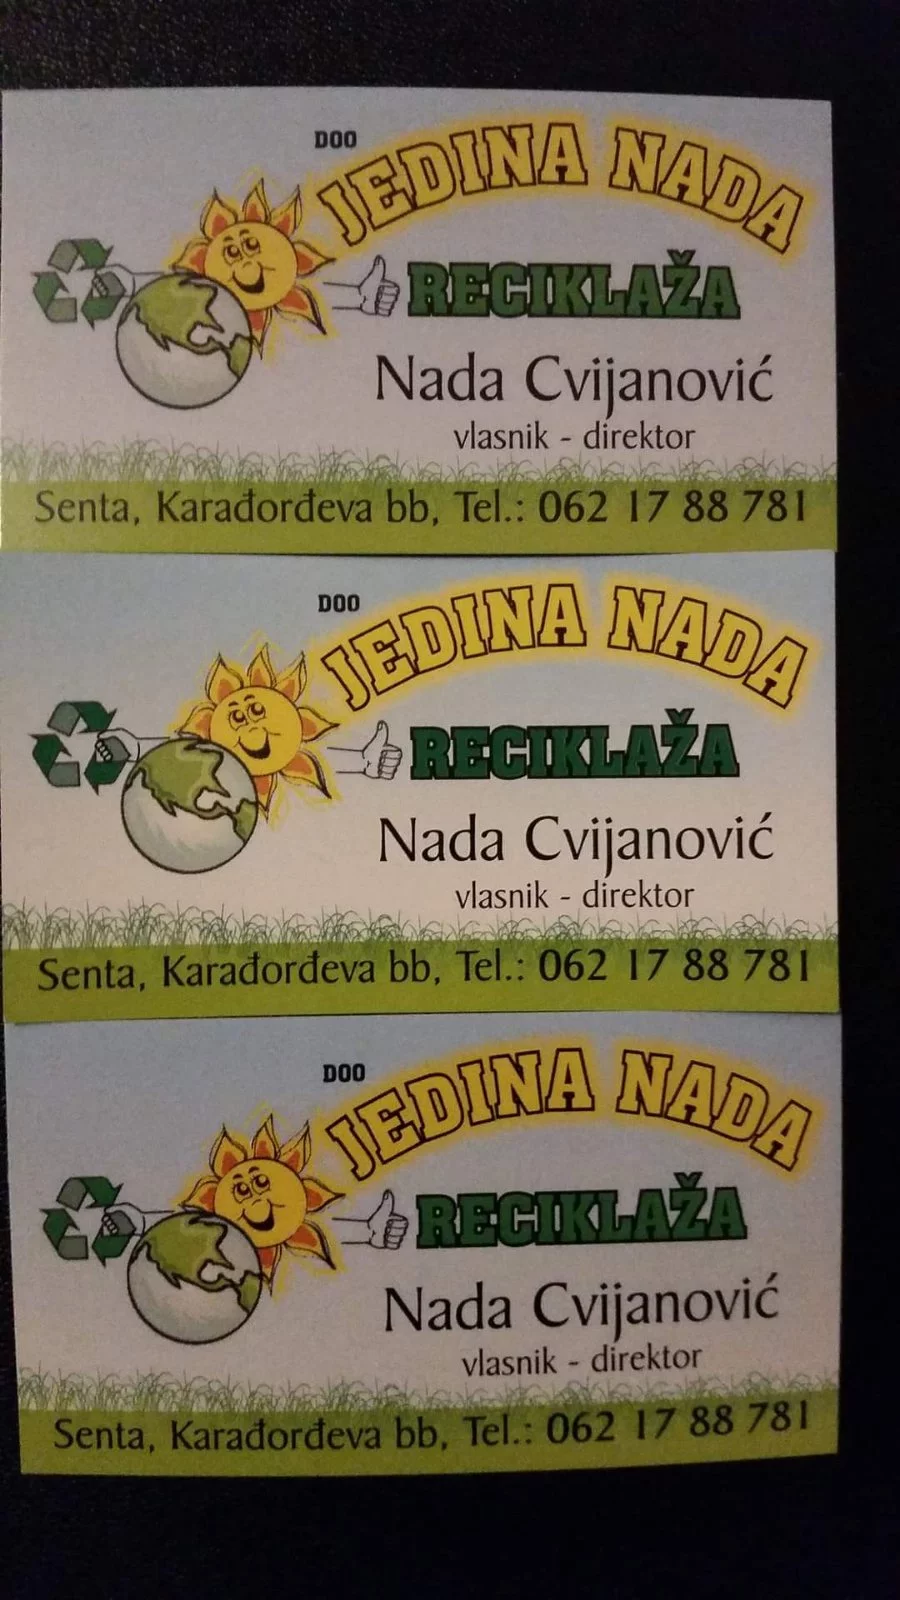 DOO
JEDINA NADA
RECIKLAŽA
Nada Cvijanović
vlasnik - direktor
Senta, Karađorđeva bb, Tel.: 062 17 88 781
DOO
JEDINA NADA
RECIKLAŽA
Nada Cvijanović
vlasnik - direktor
Senta, Karađorđeva bb, Tel.: 062 17 88 781
DOO
JEDINA NADA
RECIKLAŽA
Nada Cvijanović
vlasnik - direktor
Senta, Karađorđeva bb, Tel.: 062 17 88 781